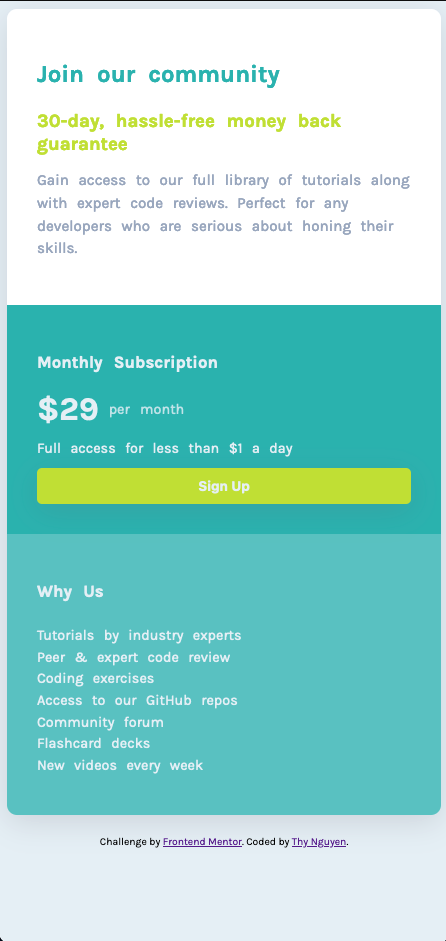 Join our community
30-day, hassle-free money back
guarantee
Gain access to our full library of tutorials along
with expert code reviews. Perfect for any
developers who are serious about honing their
skills.
Monthly Subscription
$29 per month
Full access for less than $1 a day
Sign Up
Why Us
Tutorials by industry experts
Peer & expert code review
Coding exercises
Access to our GitHub repos
Community forum
Flashcard decks
New videos every week
Challenge by Frontend Mentor. Coded by Thy Nguyen.